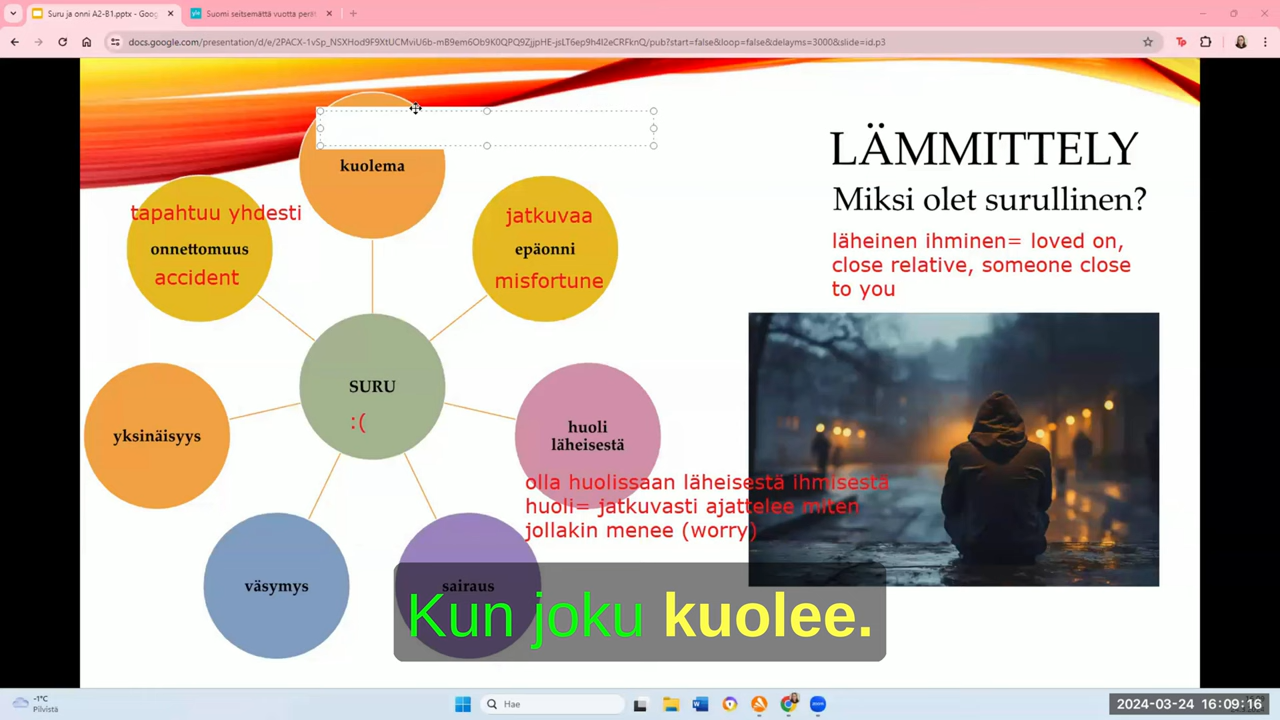 Suru ja onni A2-B1.pptx - Goog
Suomi seitsemättä vuotta perät
docs.google.com/presentation/d/e/2PACX-1vSp_NSXHod9F9XtUCMviU6b-mB9em6Ob9K0QPQ9ZjjpHE-jsLT6ep9h4I2eCRFknQ/pub?start=false&loop=false&delayms=3000&slide=id.p3
kuolema
tapahtuu yhdesti
onnettomuus
accident
jatkuvaa
epäonni
misfortune
SURU
:(
yksinäisyys
huoli
läheisestä
olla huolissaan läheisestä ihmisestä
huoli= jatkuvasti ajattelee miten
jollakin menee (worry)
väsymys
sairaus
LÄMMITTELY
Miksi olet surullinen?
läheinen ihminen= loved on,
close relative, someone close
to you
Kun joku kuolee.
-1°C
Pilvistä
Hae
2024-03-24 16:09:16